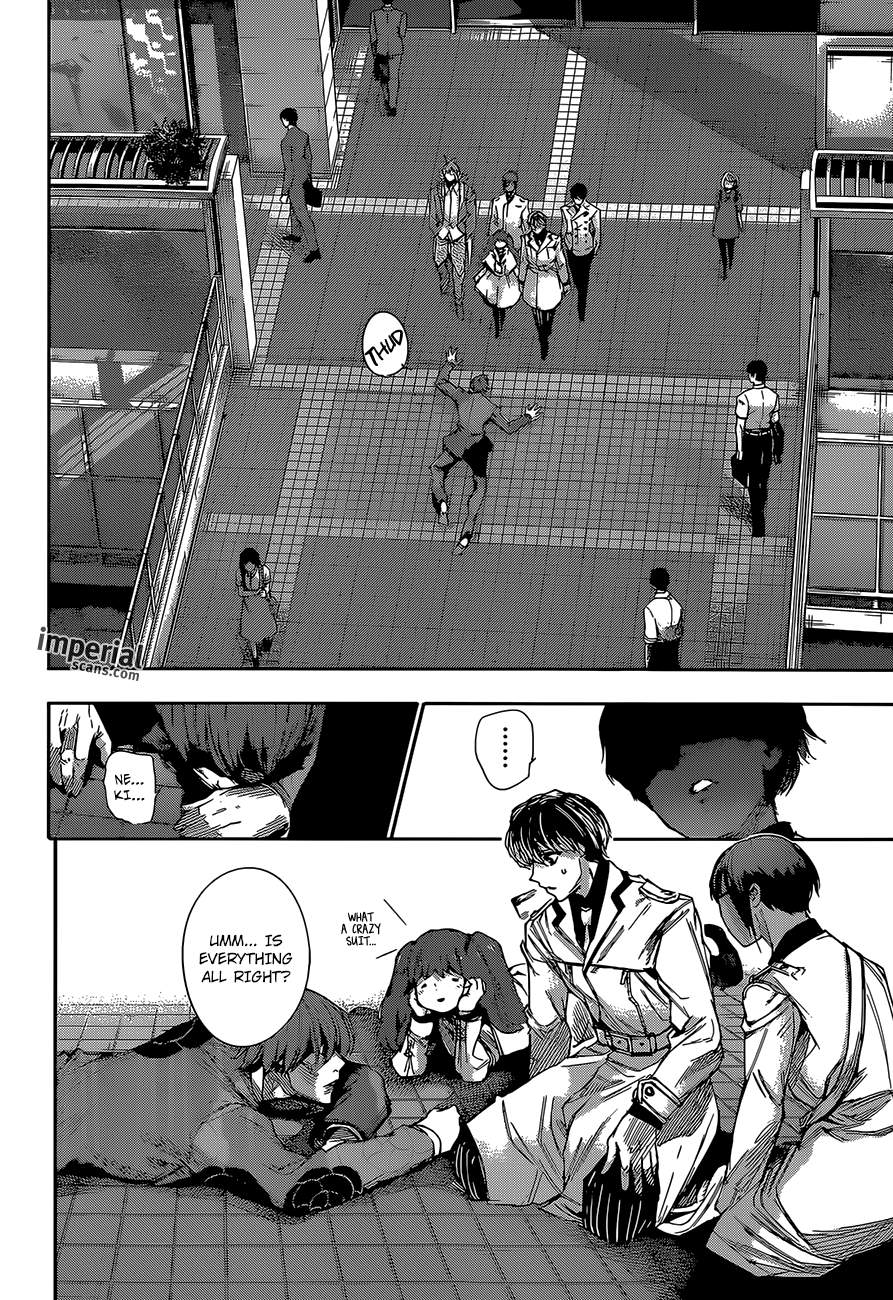 THUD
imperial
scans.com
......
NE...
KI...
WHAT
A CRAZY
SUIT...
UMM... IS
EVERYTHING
ALL RIGHT?